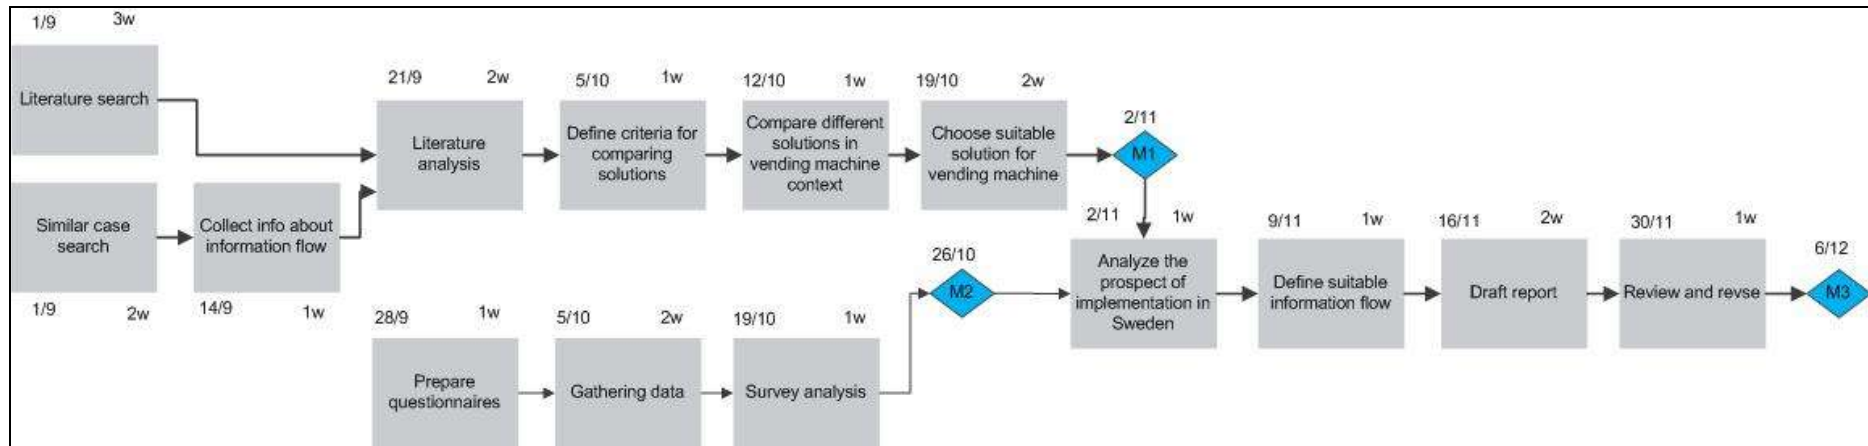 1/9 3w
Literature search
Similar case
search
1/9 2w
Collect info about
information flow
14/9 1w
21/9 2w
Literature
analysis
5/10 1w
Define criteria for
comparing
solutions
12/10 1w
Compare different
solutions in
vending machine
context
19/10 2w
Choose suitable
solution for
vending machine
2/11
M1
28/9 1w
Prepare
questionnaires
5/10 2w
Gathering data
19/10 1w
Survey analysis
26/10
M2
2/11 1w
Analyze the
prospect of
implementation in
Sweden
9/11 1w
Define suitable
information flow
16/11 2w
Draft report
30/11 1w
Review and revse
6/12
M3